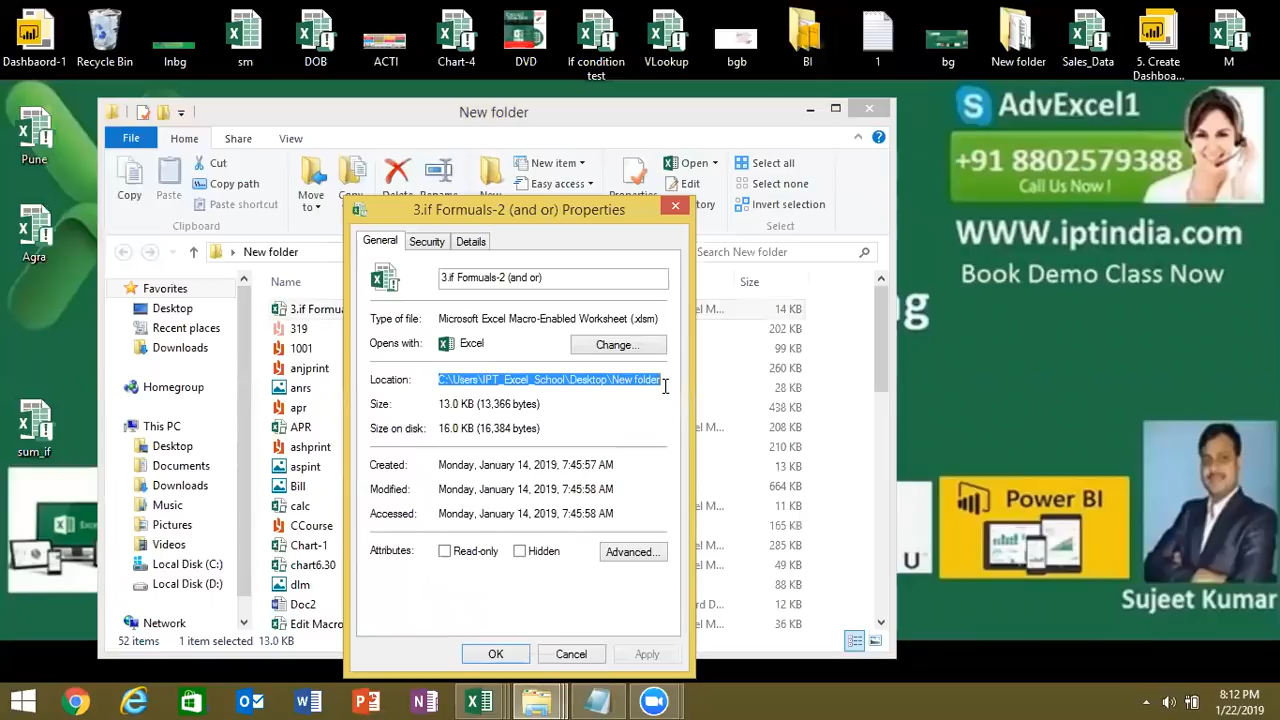 Dashbaord-1
Recycle Bin
Inug
sm
DOB
ACTI
Chan-4
DVD
If condition
test
VLookup
bgb
BI
1
bg
New folder
Sales_Data
5. Create
Dashboa...
M
Pune
Agra
sum_if
New folder
File
Home
Share
View
Copy
Paste
Cut
Copy path
Paste shortcut
Clipboard
Move
to
New item
Easy access
Properties
Open
Edit
Select all
Select none
Invert selection
Select
New folder
Search New folder
Favorites
Desktop
Recent places
Downloads
Homegroup
This PC
Desktop
Documents
Downloads
Music
Pictures
Videos
Local Disk (C:)
Local Disk (D:)
Network
Name
3.if Formua
319
1001
anjprint
anrs
apr
APR
ashprint
aspint
Bill
calc
CCourse
Chart-1
chart6.30
dlm
Doc2
Edit Macro
Size
14 KB
202 KB
99 KB
260 KB
28 KB
438 KB
208 KB
210 KB
13 KB
664 KB
11 KB
165 KB
285 KB
49 KB
88 KB
12 KB
36 KB
52 items
1 item selected 13.0 KB
3.if Formuals-2 (and or) Properties
General
Security
Details
3.if Formuals-2 (and or)
Type of file: Microsoft Excel Macro-Enabled Worksheet (.xlsm)
Opens with: Excel
Change...
Location: C:\Users\IPT_Excel_School\Desktop\New folder
Size: 13.0 KB (13,366 bytes)
Size on disk: 16.0 KB (16,384 bytes)
Created: Monday, January 14, 2019, 7:45:57 AM
Modified: Monday, January 14, 2019, 7:45:58 AM
Accessed: Monday, January 14, 2019, 7:45:58 AM
Attributes: Read-only Hidden
Advanced...
OK
Cancel
Apply
AdvExcel1
+91 8802579388
Call Us Now !
WWW.iptindia.com
Book Demo Class Now
ng
Power BI
U
Sujeet Kumar
8:12 PM
1/22/2019